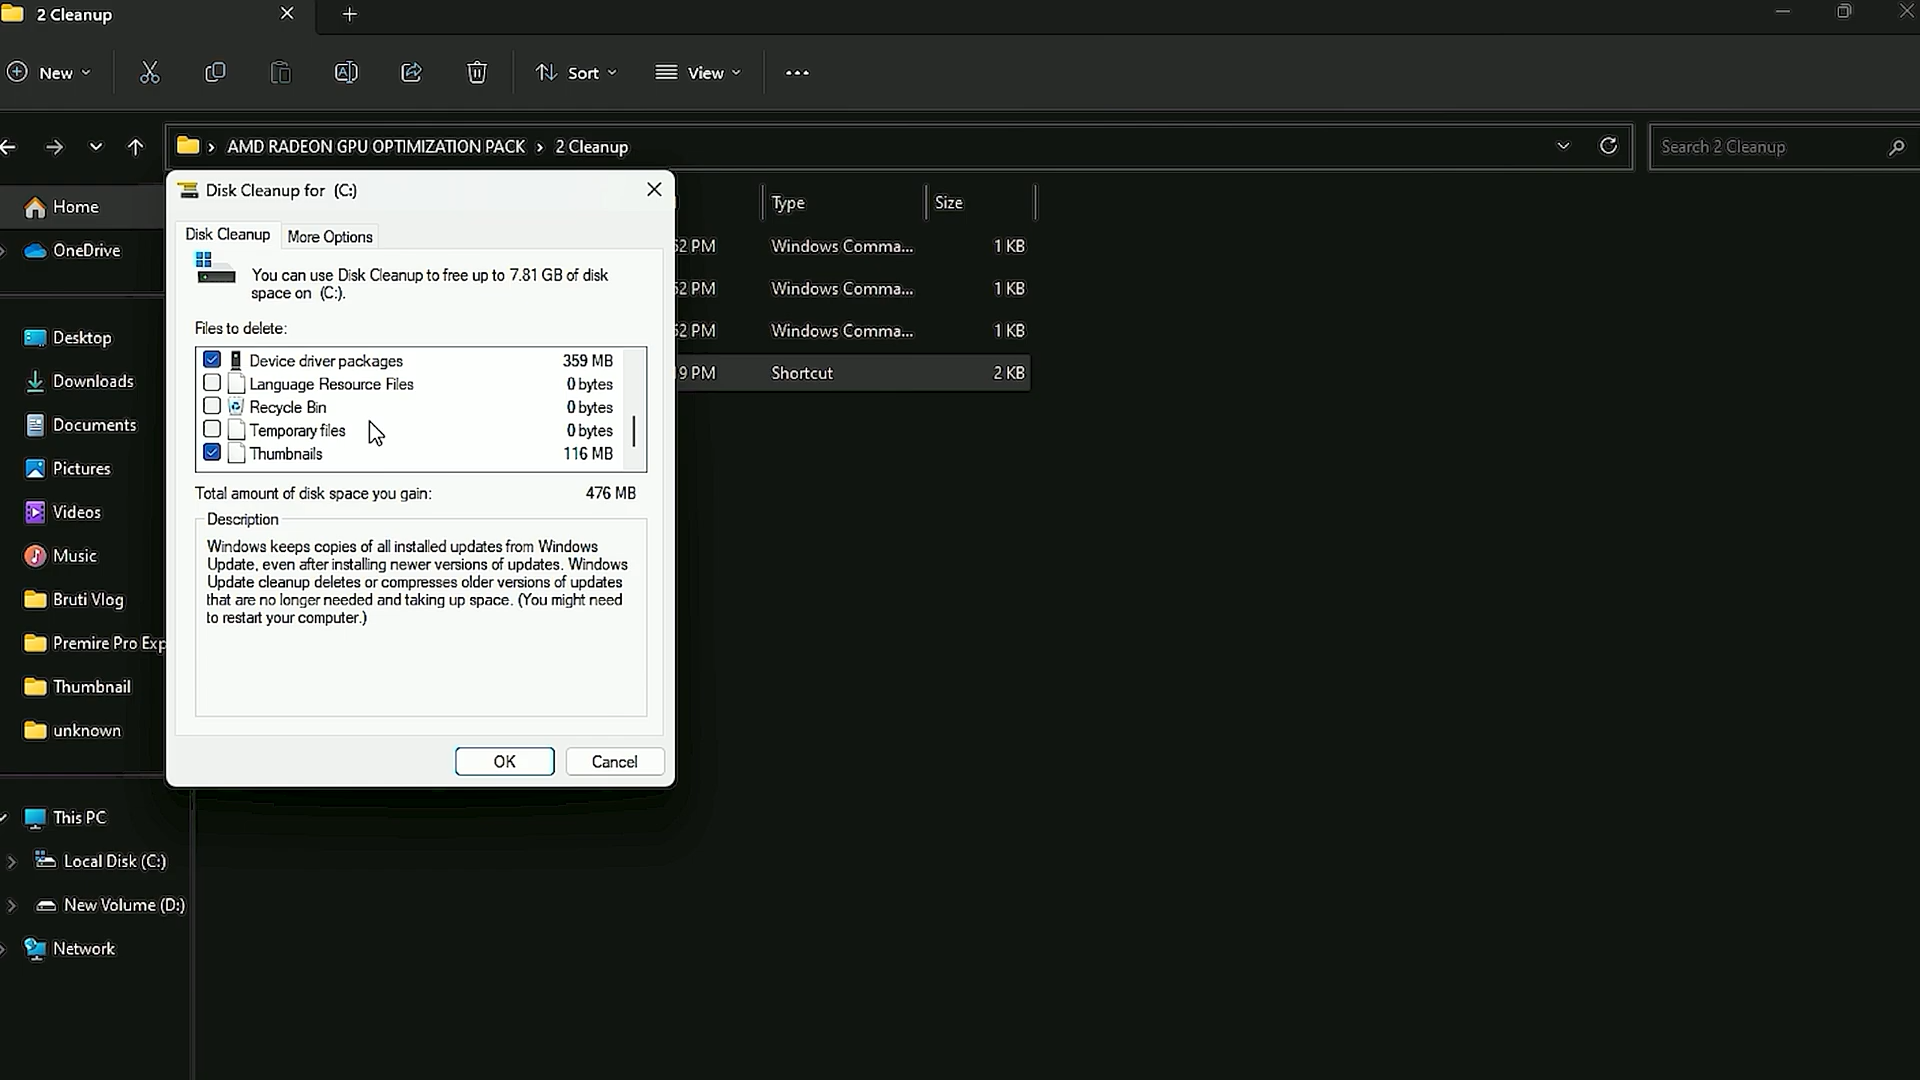 2 Cleanup
New
Sort
View
AMD RADEON GPU OPTIMIZATION PACK
2 Cleanup
Search 2 Cleanup
Disk Cleanup for (C:)
Type
Size
Home
OneDrive
Desktop
Downloads
Documents
Pictures
Videos
Music
Bruti Vlog
Premire Pro Exp
Thumbnail
unknown
This PC
Local Disk (C:)
New Volume (D:)
Network
Disk Cleanup
More Options
You can use Disk Cleanup to free up to 7.81 GB of disk
space on (C:).
Files to delete:
Device driver packages 359 MB
Language Resource Files 0 bytes
Recycle Bin 0 bytes
Temporary files 0 bytes
Thumbnails 116 MB
Total amount of disk space you gain: 476 MB
Description
Windows keeps copies of all installed updates from Windows
Update, even after installing newer versions of updates. Windows
Update cleanup deletes or compresses older versions of updates
that are no longer needed and taking up space. (You might need
to restart your computer.)
OK
Cancel
52 PM Windows Comma... 1 KB
52 PM Windows Comma... 1 KB
52 PM Windows Comma... 1 KB
9 PM Shortcut 2 KB